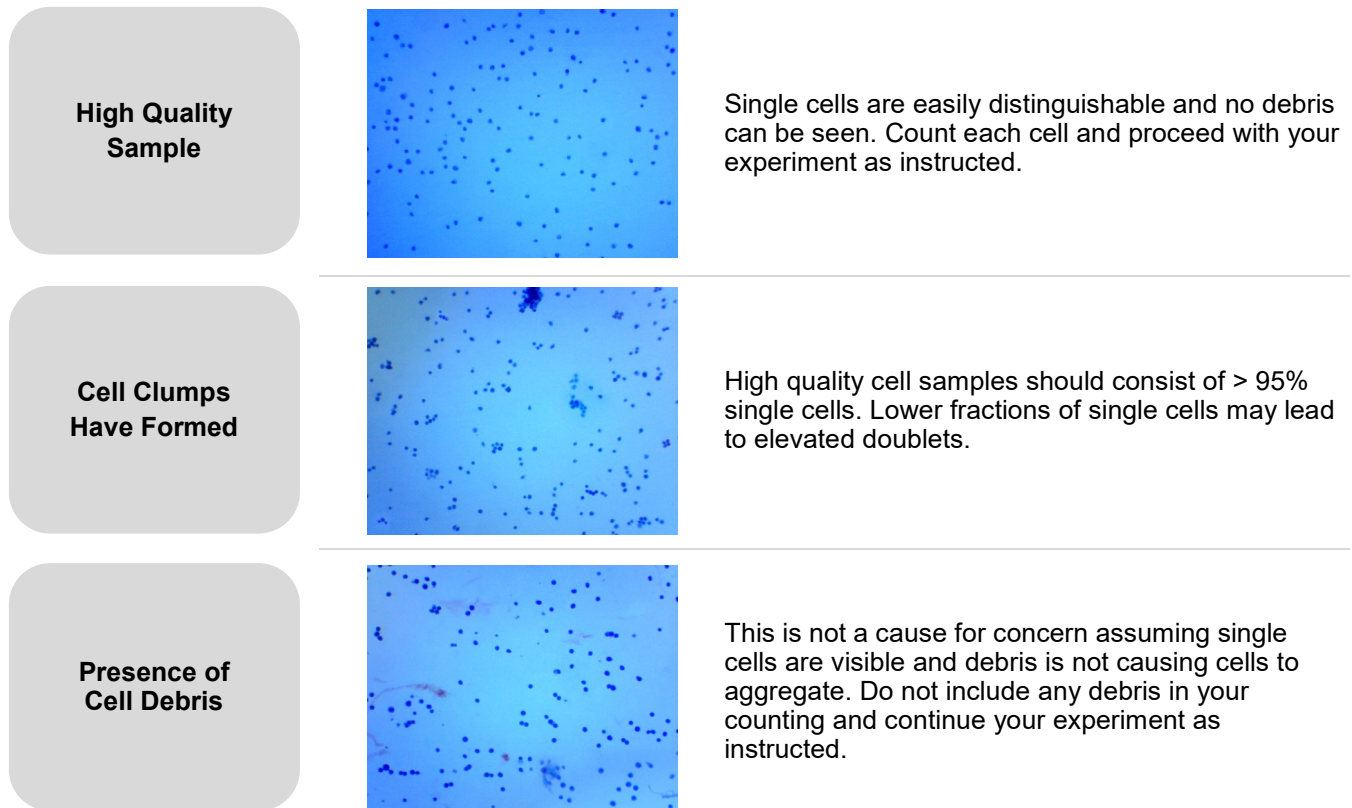 High Quality
Sample
Single cells are easily distinguishable and no debris
can be seen. Count each cell and proceed with your
experiment as instructed.
Cell Clumps
Have Formed
High quality cell samples should consist of > 95%
single cells. Lower fractions of single cells may lead
to elevated doublets.
Presence of
Cell Debris
This is not a cause for concern assuming single
cells are visible and debris is not causing cells to
aggregate. Do not include any debris in your
counting and continue your experiment as
instructed.